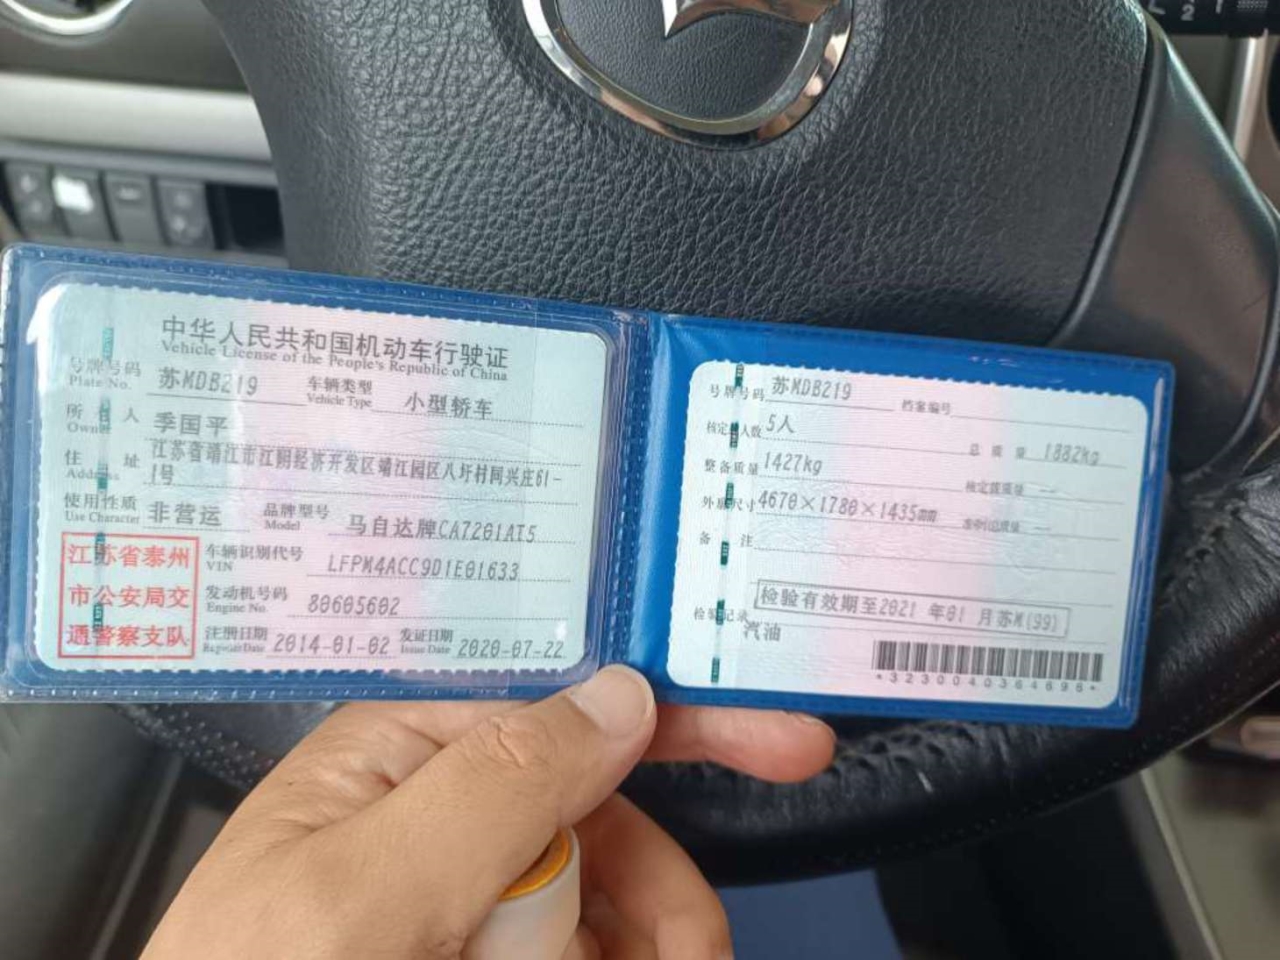 中华人民共和国机动车行驶证
Vehicle License of the People's Republic of China
号牌号码 苏MDB219 车辆类型 小型轿车
Plate No. Vehicle Type
所有人 季国平
Owner
住址 江苏省靖江市江阴经济开发区靖江园区八圩村同兴庄61-
Address 1号
使用性质 非营运 品牌型号 马自达牌CA7201AT5
Use Character Model
江苏省泰州
市公安局交
通警察支队
车辆识别代号 LFPM4ACC9D1E01633
VIN
发动机号码 80605602
Engine No.
注册日期 2014-01-02 发证日期 2020-07-22
Register Date Issue Date
号牌号码 苏MDB219 档案编号
核定人数 5人 总质量 1882kg
整备质量 1427kg 核定载质量 --
外廓尺寸 4670×1780×1435mm 准牵引总质量 --
备注
检验记录 检验有效期至2021 年01 月苏M(99)
汽油
*3230040364696*